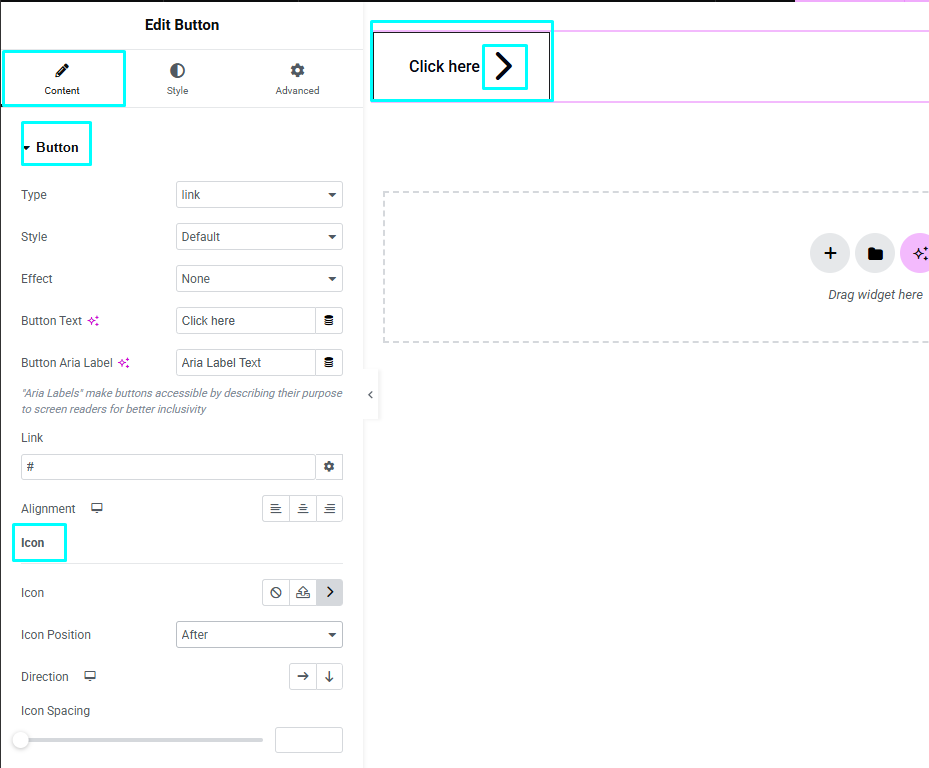 Edit Button
Content
Style
Advanced
Button
Type
link
Style
Default
Effect
None
Button Text
Click here
Button Aria Label
Aria Label Text
"Aria Labels" make buttons accessible by describing their purpose
to screen readers for better inclusivity
Link
#
Alignment
Icon
Icon
Icon Position
After
Direction
Icon Spacing
Click here
Drag widget here